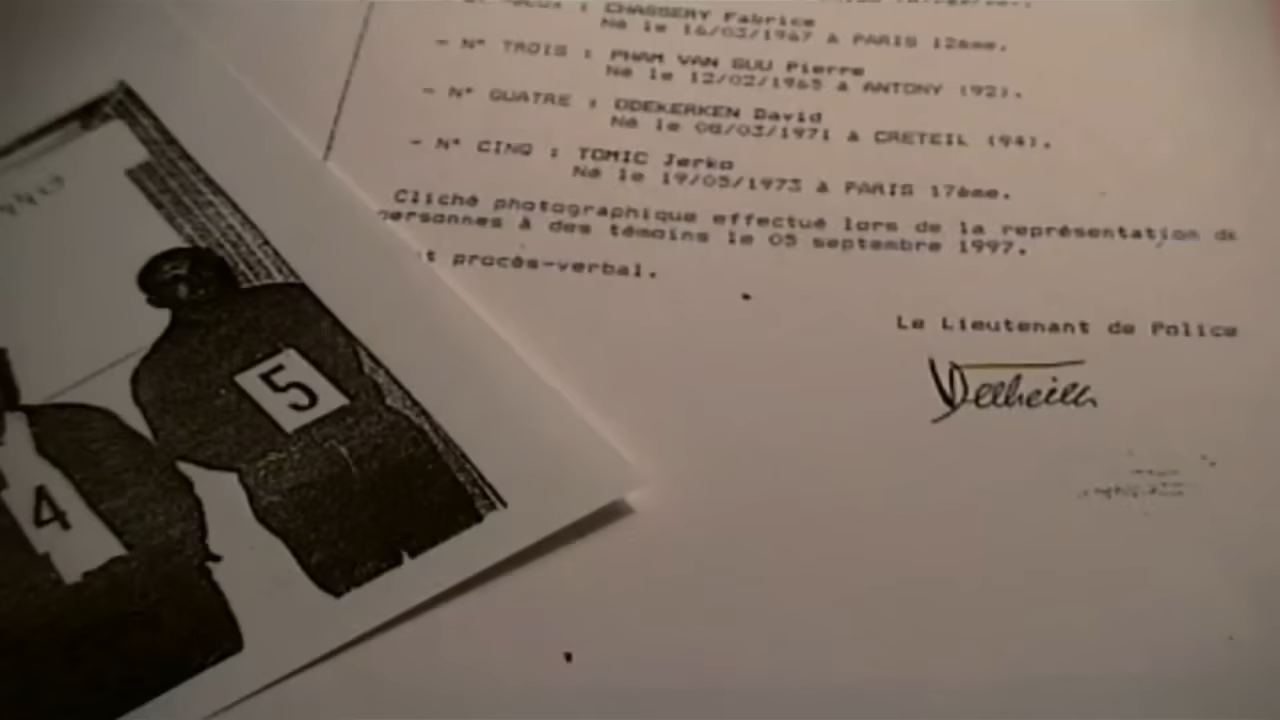 : CHASSERY Fabrice
Né le 16/03/1967 à PARIS 12ème.
- N° TROIS : PHAM VAN SUU Pierre
Né le 12/02/1965 à ANTONY (92).
- N° QUATRE : ODEKERKEN David
Né le 08/03/1971 à CRETEIL (94).
- N° CINQ : TOMIC Jerko
Né le 19/05/1973 à PARIS 17ème.
Cliché photographique effectué lors de la représentation de
personnes à des témoins le 05 septembre 1997.
t procès-verbal.
Le Lieutenant de Police
5
4